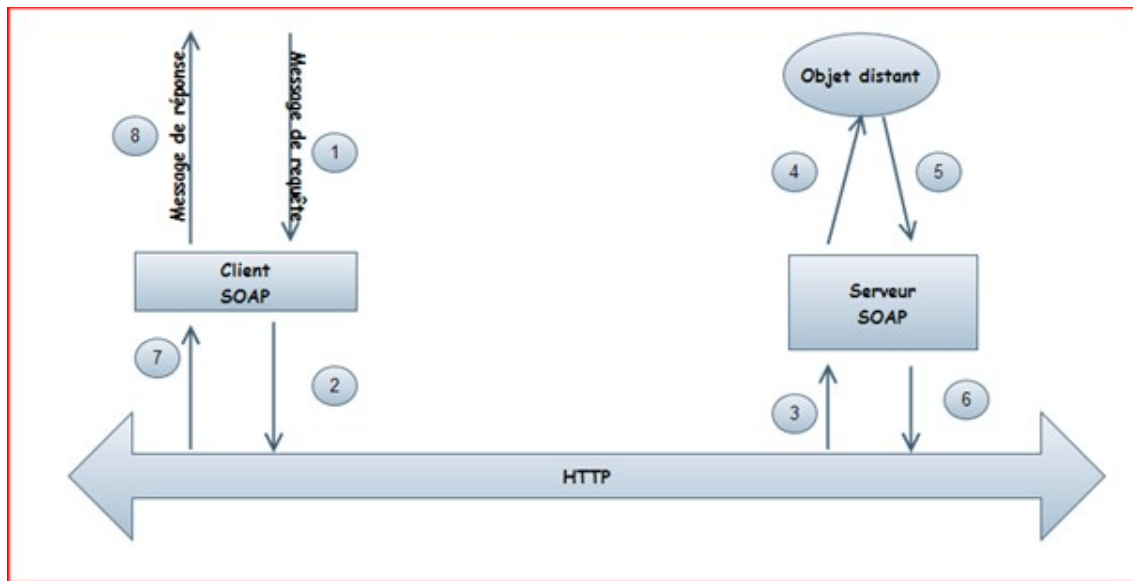 Message de réponse
Message de requête
8
1
Objet distant
4
5
Client
SOAP
Serveur
SOAP
7
2
3
6
HTTP